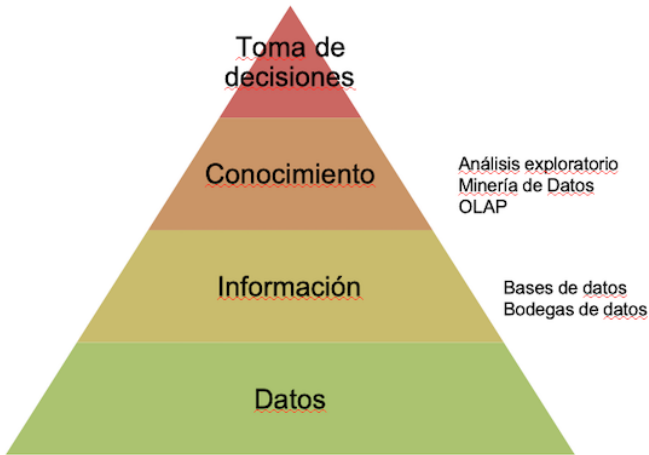 Toma de
decisiones
Conocimiento
Análisis exploratorio
Minería de Datos
OLAP
Información
Bases de datos
Bodegas de datos
Datos